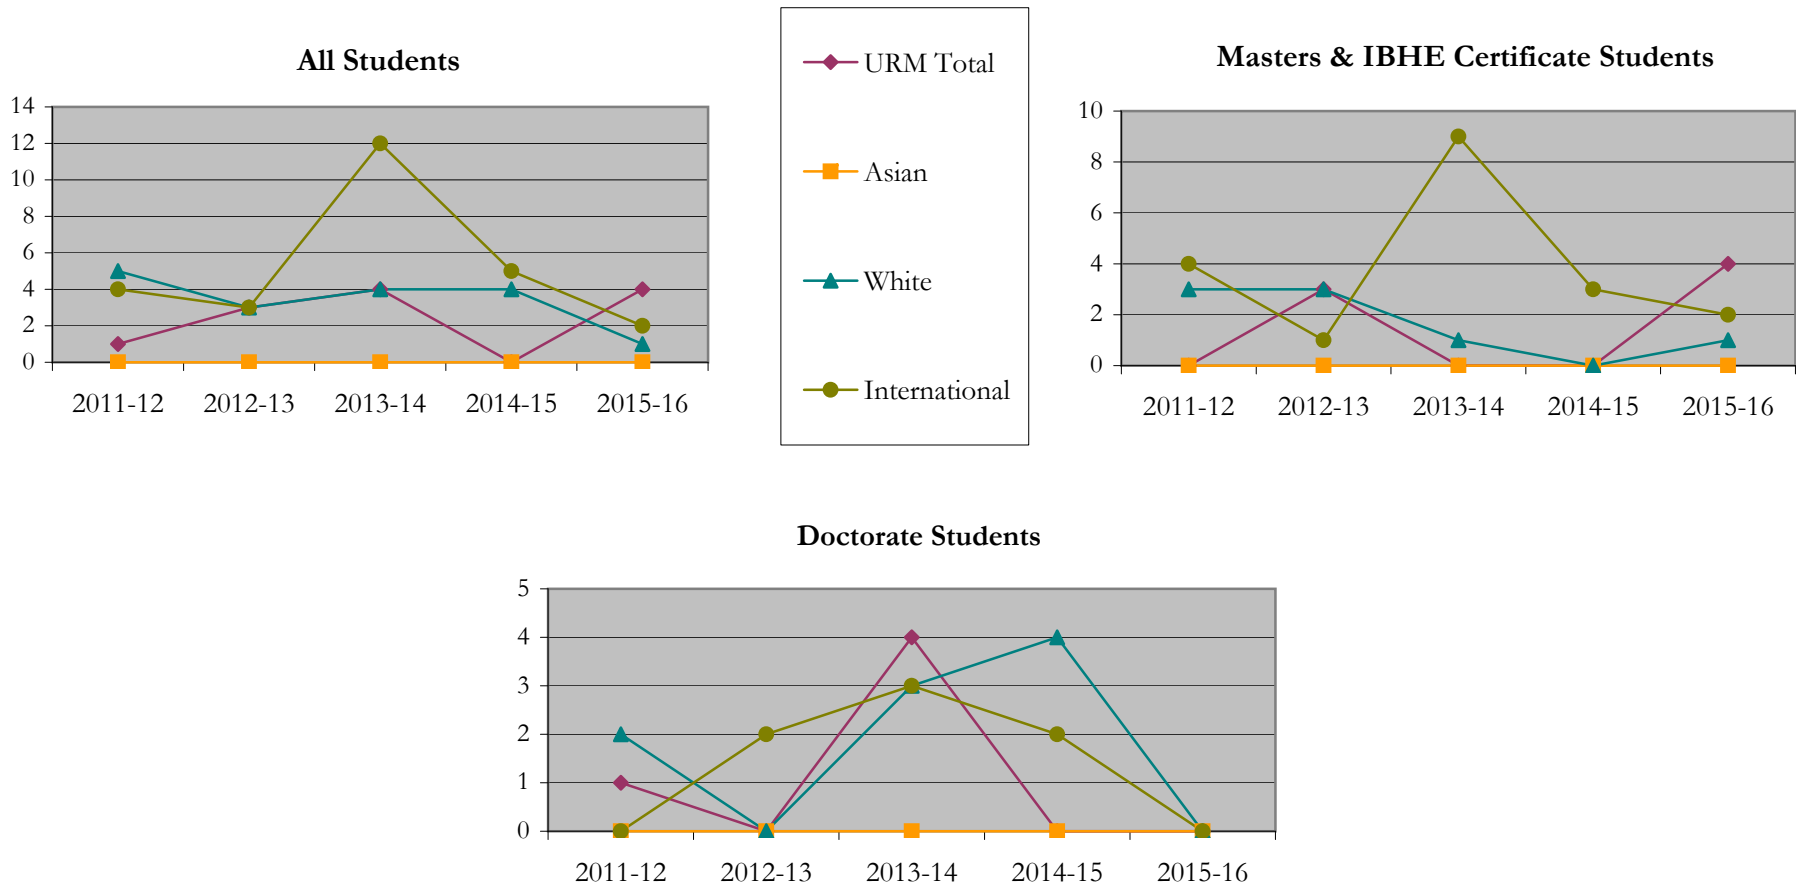 All Students
14
12
10
8
6
4
2
0
2011-12 2012-13 2013-14 2014-15 2015-16
URM Total
Asian
White
International
Masters & IBHE Certificate Students
10
8
6
4
2
0
2011-12 2012-13 2013-14 2014-15 2015-16
Doctorate Students
5
4
3
2
1
0
2011-12 2012-13 2013-14 2014-15 2015-16